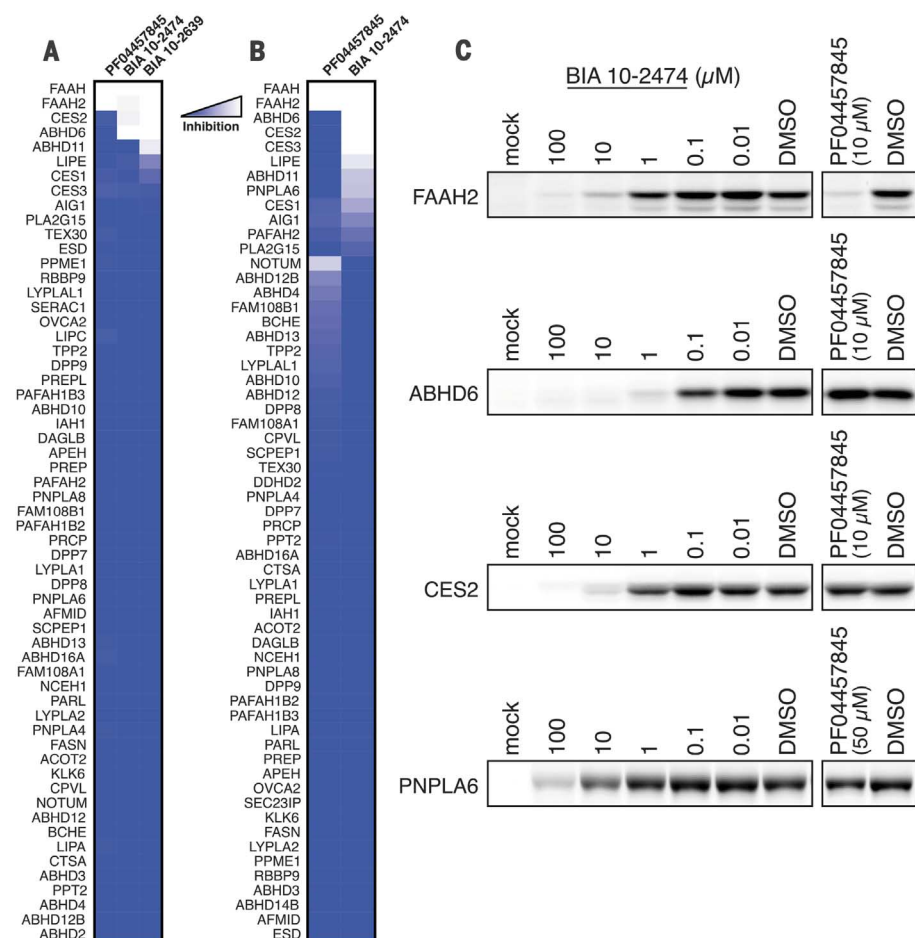 A
PF04457845
BIA 10-2474
BIA 10-2639
FAAH
FAAH2
CES2
ABHD6
ABHD11
LIPE
CES1
CES3
AIG1
PLA2G15
TEX30
ESD
PPME1
RBBP9
LYPLAL1
SERAC1
OVCA2
LIPC
TPP2
DPP9
PREPL
PAFAH1B3
ABHD10
IAH1
DAGLB
APEH
PREP
PAFAH2
PNPLA8
FAM108B1
PAFAH1B2
PRCP
DPP7
LYPLA1
DPP8
PNPLA6
AFMID
SCPEP1
ABHD13
ABHD16A
FAM108A1
NCEH1
PARL
LYPLA2
PNPLA4
FASN
ACOT2
KLK6
CPVL
NOTUM
ABHD12
BCHE
LIPA
CTSA
ABHD3
PPT2
ABHD4
ABHD12B
ABHD2
Inhibition
B
PF04457845
BIA 10-2474
FAAH
FAAH2
ABHD6
CES2
CES3
LIPE
ABHD11
PNPLA6
CES1
AIG1
PAFAH2
PLA2G15
NOTUM
ABHD12B
ABHD4
FAM108B1
BCHE
ABHD13
TPP2
LYPLAL1
ABHD10
ABHD12
DPP8
FAM108A1
CPVL
SCPEP1
TEX30
DDHD2
PNPLA4
DPP7
PRCP
PPT2
ABHD16A
CTSA
LYPLA1
PREPL
IAH1
ACOT2
DAGLB
NCEH1
PNPLA8
DPP9
PAFAH1B2
PAFAH1B3
LIPA
PARL
PREP
APEH
OVCA2
SEC23IP
KLK6
FASN
LYPLA2
PPME1
RBBP9
ABHD3
ABHD14B
AFMID
ESD
C
BIA 10-2474 (µM)
mock
100
10
1
0.1
0.01
DMSO
PF04457845
(10 µM)
DMSO
FAAH2
mock
100
10
1
0.1
0.01
DMSO
PF04457845
(10 µM)
DMSO
ABHD6
mock
100
10
1
0.1
0.01
DMSO
PF04457845
(10 µM)
DMSO
CES2
mock
100
10
1
0.1
0.01
DMSO
PF04457845
(50 µM)
DMSO
PNPLA6